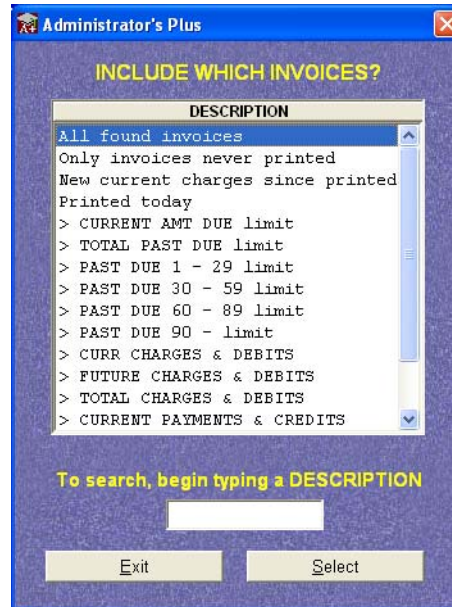 Administrator's Plus
INCLUDE WHICH INVOICES?
DESCRIPTION
All found invoices
Only invoices never printed
New current charges since printed
Printed today
> CURRENT AMT DUE limit
> TOTAL PAST DUE limit
> PAST DUE 1 - 29 limit
> PAST DUE 30 - 59 limit
> PAST DUE 60 - 89 limit
> PAST DUE 90 - limit
> CURR CHARGES & DEBITS
> FUTURE CHARGES & DEBITS
> TOTAL CHARGES & DEBITS
> CURRENT PAYMENTS & CREDITS
To search, begin typing a DESCRIPTION
Exit Select